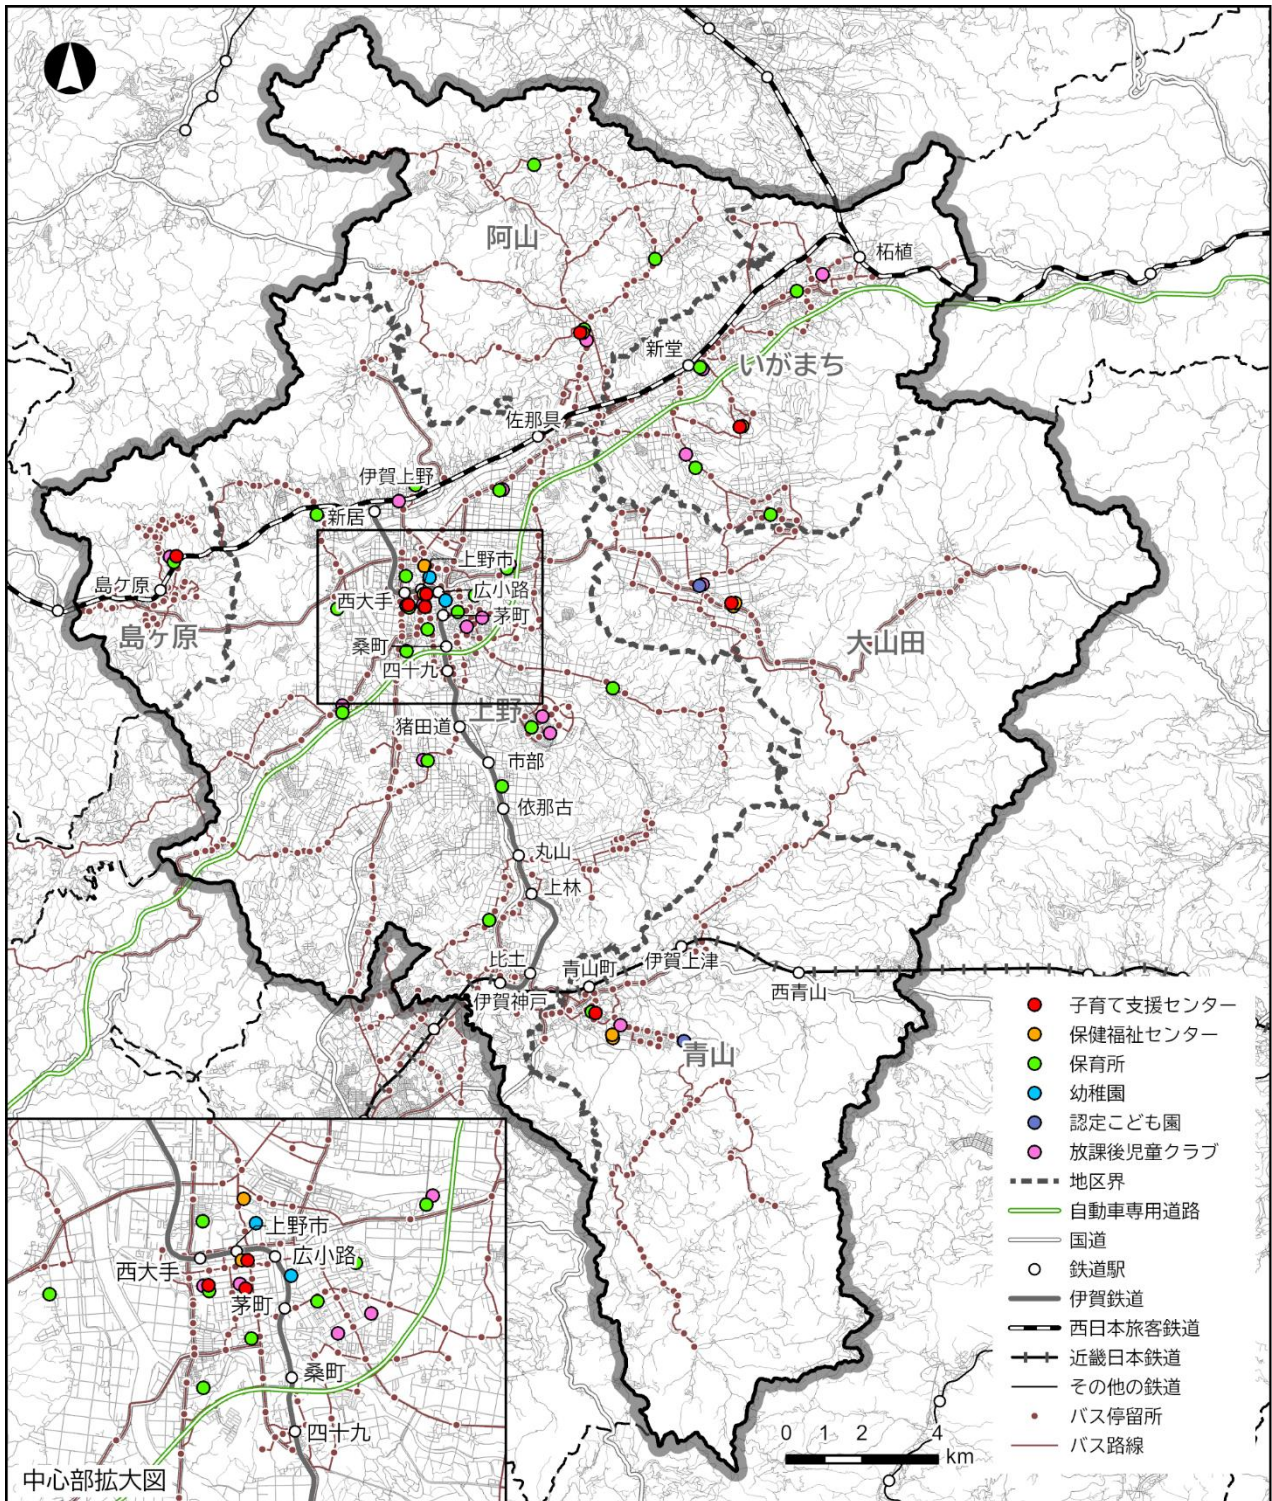 阿山
柘植
新堂
いがまち
佐那具
伊賀上野
新居
上野市
島ケ原
西大手
広小路
茅町
島ヶ原
桑町
大山田
四十九
上野
猪田道
市部
依那古
丸山
上林
比土
青山町
伊賀上津
伊賀神戸
西青山
青山
子育て支援センター
保健福祉センター
保育所
幼稚園
認定こども園
放課後児童クラブ
地区界
自動車専用道路
国道
鉄道駅
伊賀鉄道
西日本旅客鉄道
近畿日本鉄道
その他の鉄道
バス停留所
バス路線
上野市
西大手
広小路
茅町
桑町
四十九
中心部拡大図
0 1 2 4
km